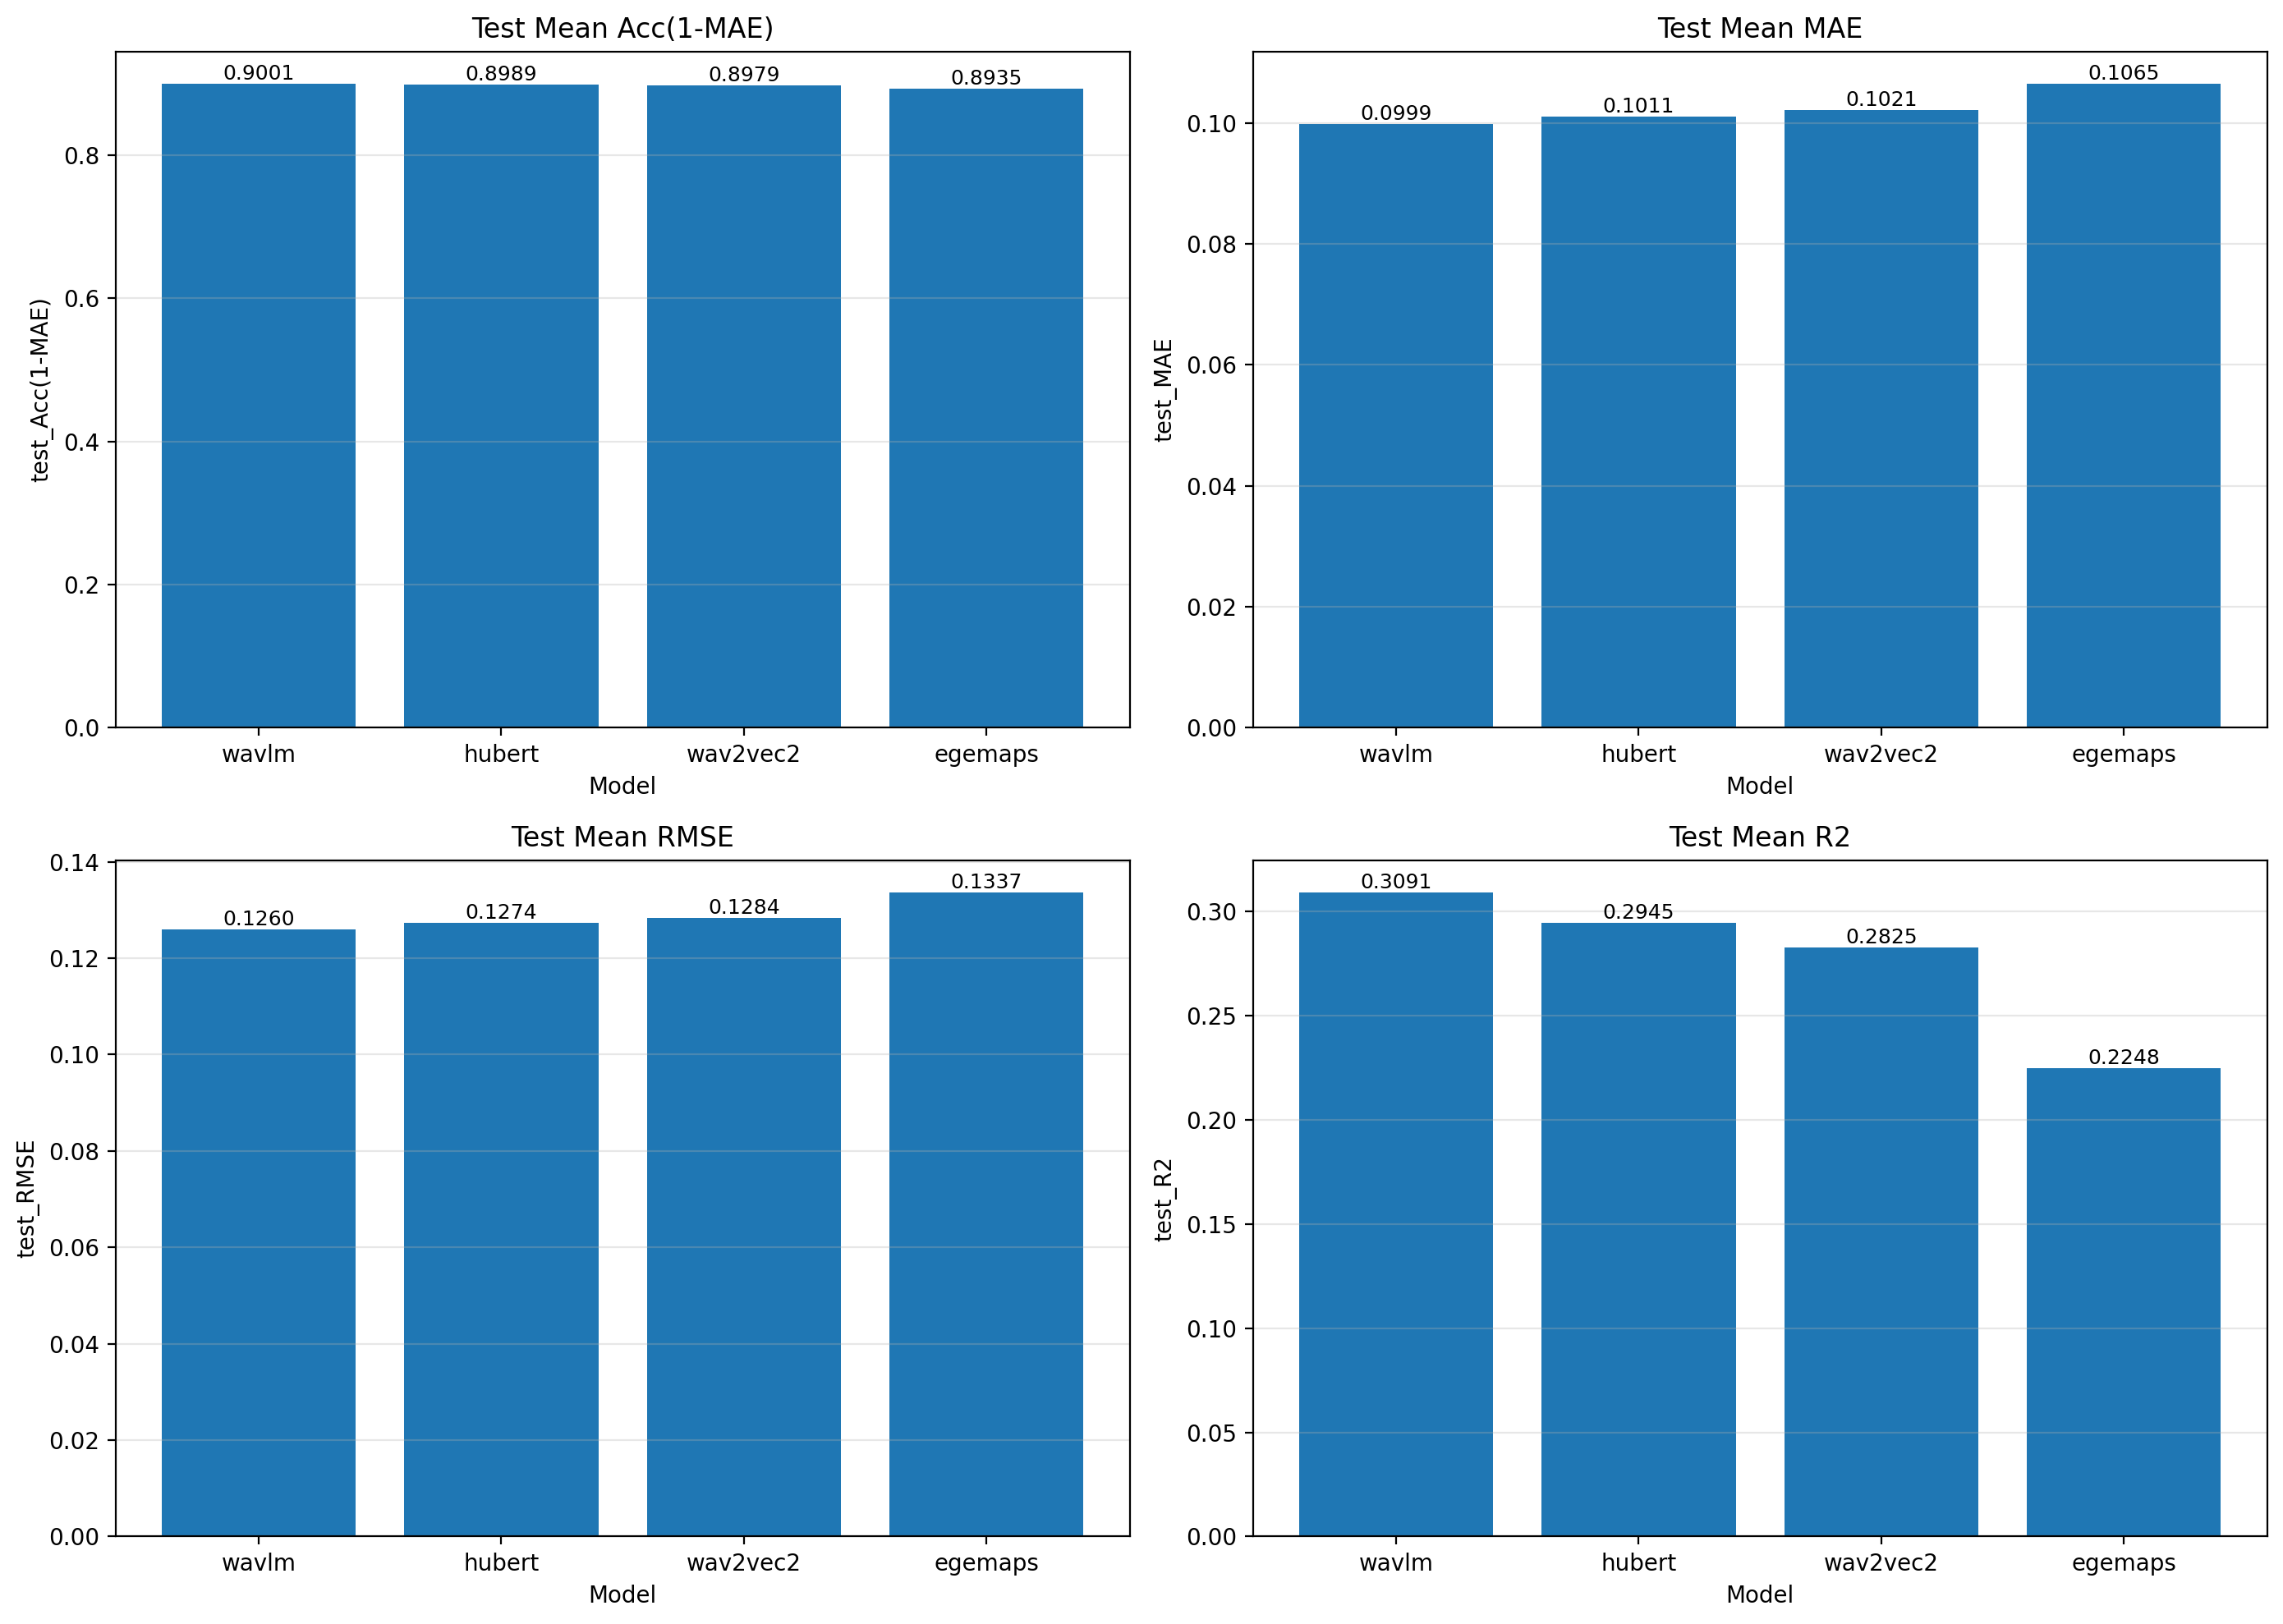 Test Mean Acc(1-MAE)
test_Acc(1-MAE)
0.8
0.6
0.4
0.2
0.0
0.9001 0.8989 0.8979 0.8935
wavlm hubert wav2vec2 egemaps
Model
Test Mean MAE
test_MAE
0.10
0.08
0.06
0.04
0.02
0.00
0.0999 0.1011 0.1021 0.1065
wavlm hubert wav2vec2 egemaps
Model
Test Mean RMSE
test_RMSE
0.14
0.12
0.10
0.08
0.06
0.04
0.02
0.00
0.1260 0.1274 0.1284 0.1337
wavlm hubert wav2vec2 egemaps
Model
Test Mean R2
test_R2
0.30
0.25
0.20
0.15
0.10
0.05
0.00
0.3091 0.2945 0.2825 0.2248
wavlm hubert wav2vec2 egemaps
Model